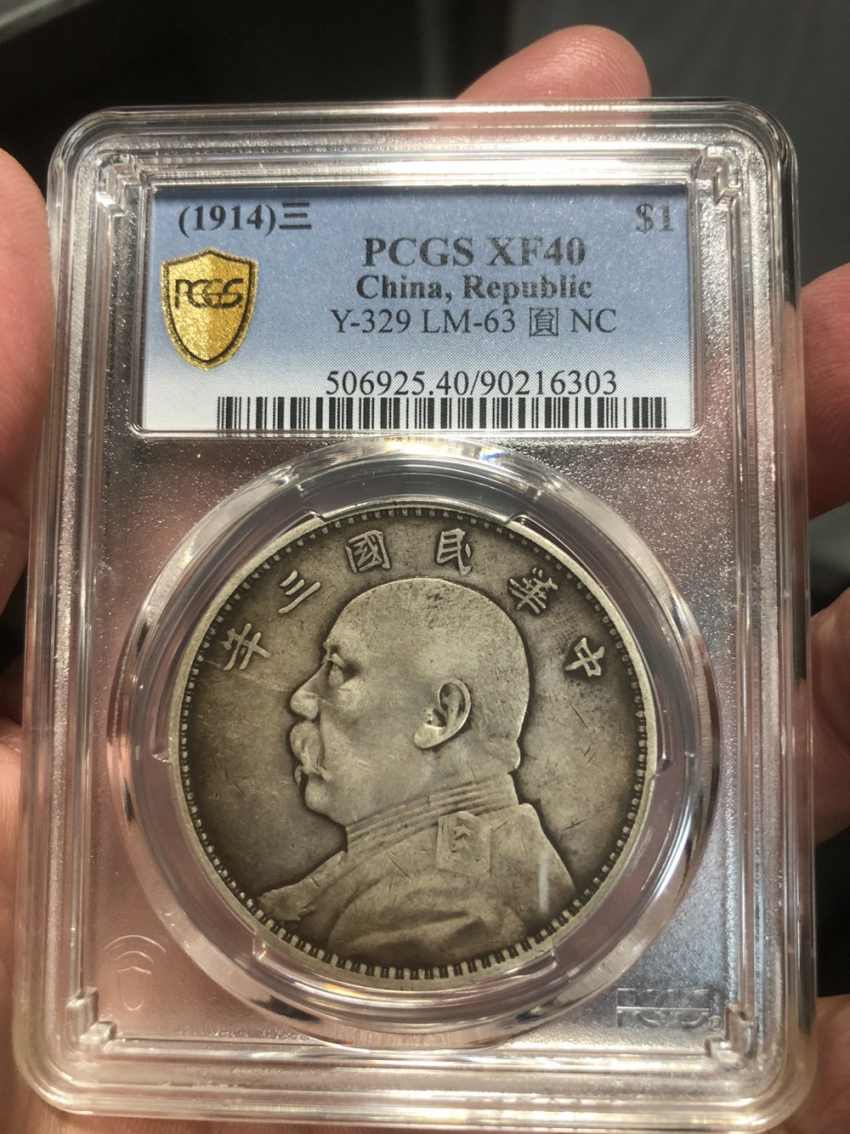 (1914)三 $1
PCGS XF40
PCGS
China, Republic
Y-329 LM-63 圎 NC
506925.40/90216303
中華民國三年